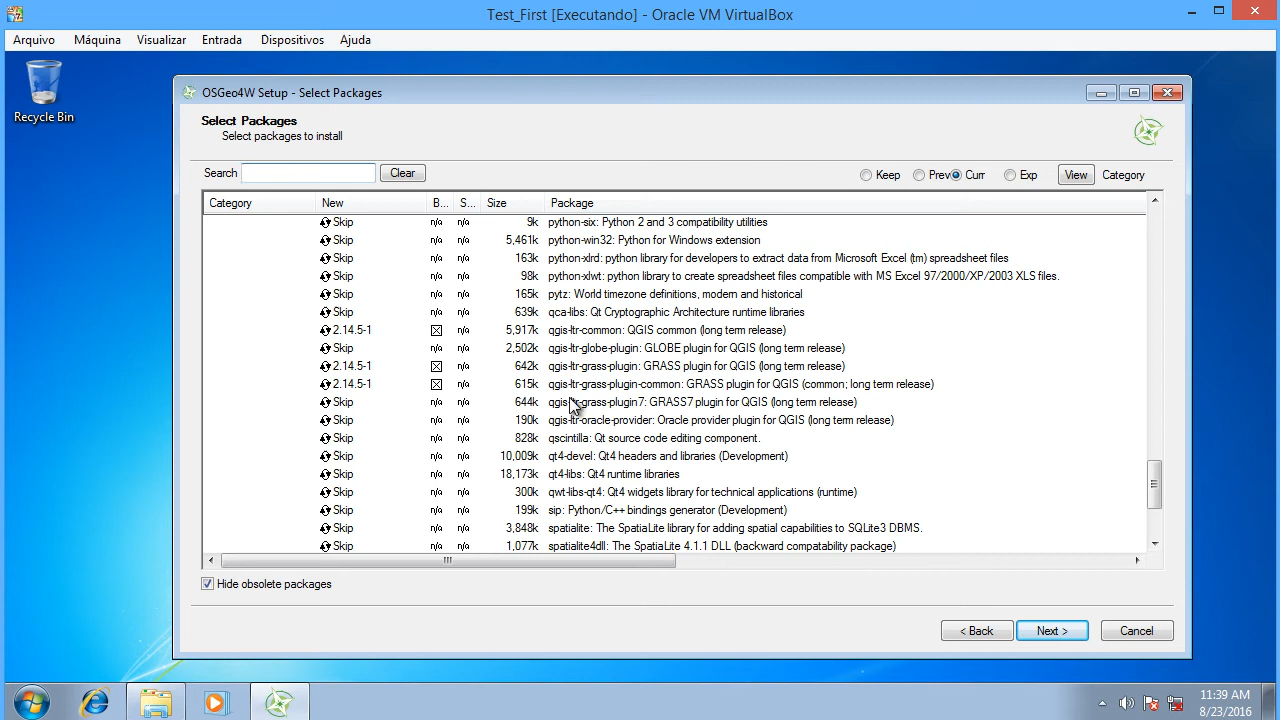 Test_First [Executando] - Oracle VM VirtualBox
Arquivo Máquina Visualizar Entrada Dispositivos Ajuda
Recycle Bin
OSGeo4W Setup - Select Packages
Select Packages
Select packages to install
Search Clear Keep Prev Curr Exp View Category
Category New B... S... Size Package
Skip n/a n/a 9k python-six: Python 2 and 3 compatibility utilities
Skip n/a n/a 5,461k python-win32: Python for Windows extension
Skip n/a n/a 163k python-xlrd: python library for developers to extract data from Microsoft Excel (tm) spreadsheet files
Skip n/a n/a 98k python-xlwt: python library to create spreadsheet files compatible with MS Excel 97/2000/XP/2003 XLS files.
Skip n/a n/a 165k pytz: World timezone definitions, modern and historical
Skip n/a n/a 639k qca-libs: Qt Cryptographic Architecture runtime libraries
2.14.5-1 n/a 5,917k qgis-ltr-common: QGIS common (long term release)
Skip n/a n/a 2,502k qgis-ltr-globe-plugin: GLOBE plugin for QGIS (long term release)
2.14.5-1 n/a 642k qgis-ltr-grass-plugin: GRASS plugin for QGIS (long term release)
2.14.5-1 n/a 615k qgis-ltr-grass-plugin-common: GRASS plugin for QGIS (common; long term release)
Skip n/a n/a 644k qgis-ltr-grass-plugin7: GRASS7 plugin for QGIS (long term release)
Skip n/a n/a 190k qgis-ltr-oracle-provider: Oracle provider plugin for QGIS (long term release)
Skip n/a n/a 828k qscintilla: Qt source code editing component.
Skip n/a n/a 10,009k qt4-devel: Qt4 headers and libraries (Development)
Skip n/a n/a 18,173k qt4-libs: Qt4 runtime libraries
Skip n/a n/a 300k qwt-libs-qt4: Qt4 widgets library for technical applications (runtime)
Skip n/a n/a 199k sip: Python/C++ bindings generator (Development)
Skip n/a n/a 3,848k spatialite: The SpatiaLite library for adding spatial capabilities to SQLite3 DBMS.
Skip n/a n/a 1,077k spatialite4dll: The SpatiaLite 4.1.1 DLL (backward compatability package)
Hide obsolete packages
< Back Next > Cancel
11:39 AM
8/23/2016